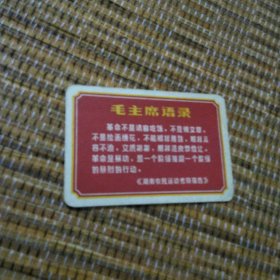 毛主席语录
革命不是请客吃饭，不是做文章，
不是绘画绣花，不能那样雅致，那样从
容不迫，文质彬彬，那样温良恭俭让。
革命是暴动，是一个阶级推翻一个阶级
的暴烈的行动。
《湖南农民运动考察报告》